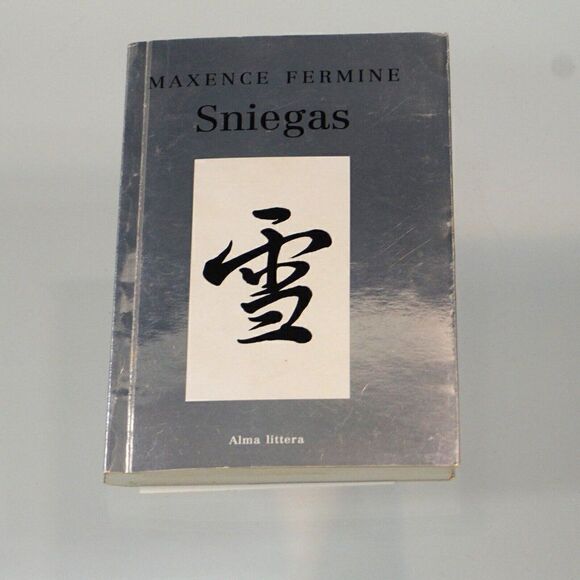 MAXENCE FERMINE
Sniegas
雪
Alma littera